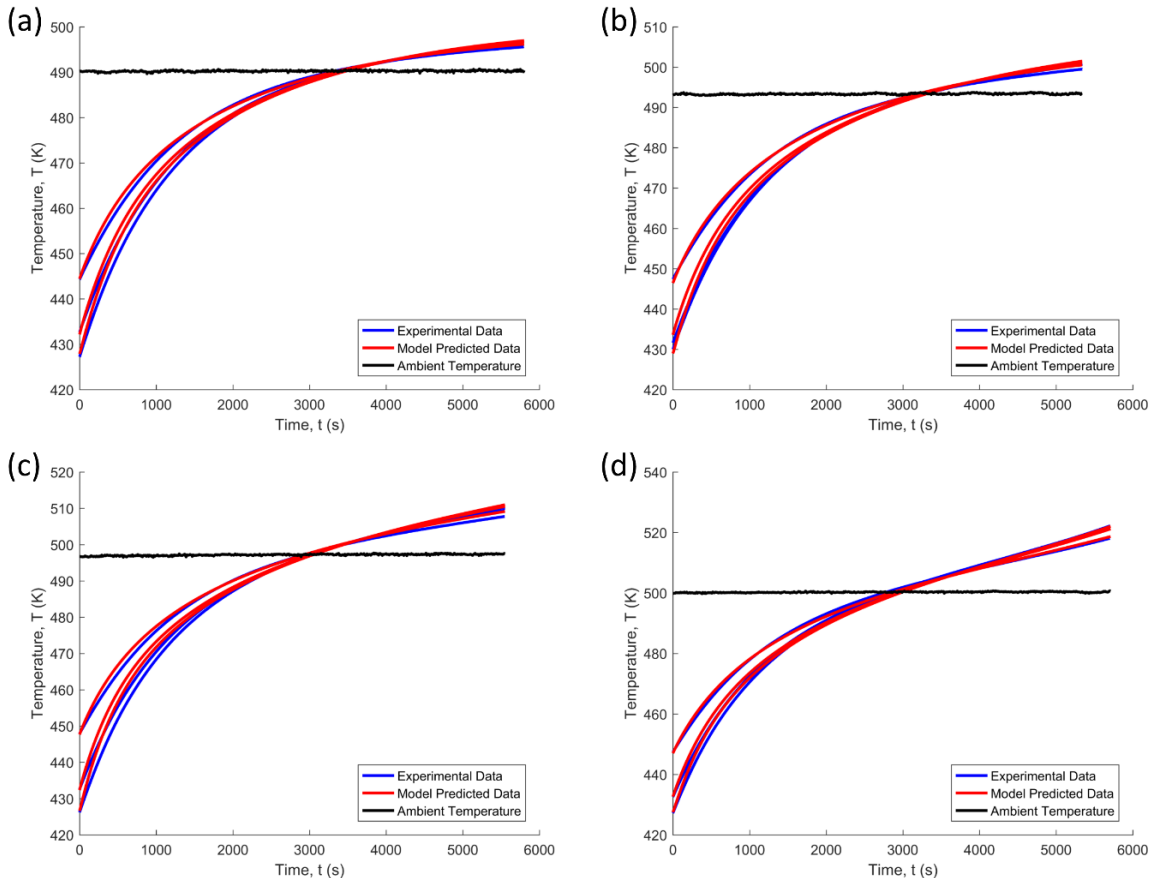 (a)
500
490
480
470
460
450
440
430
420
Temperature, T (K)
0 1000 2000 3000 4000 5000 6000
Time, t (s)
Experimental Data
Model Predicted Data
Ambient Temperature
(b)
510
500
490
480
470
460
450
440
430
420
Temperature, T (K)
0 1000 2000 3000 4000 5000 6000
Time, t (s)
Experimental Data
Model Predicted Data
Ambient Temperature
(c)
520
510
500
490
480
470
460
450
440
430
420
Temperature, T (K)
0 1000 2000 3000 4000 5000 6000
Time, t (s)
Experimental Data
Model Predicted Data
Ambient Temperature
(d)
540
520
500
480
460
440
420
Temperature, T (K)
0 1000 2000 3000 4000 5000 6000
Time, t (s)
Experimental Data
Model Predicted Data
Ambient Temperature